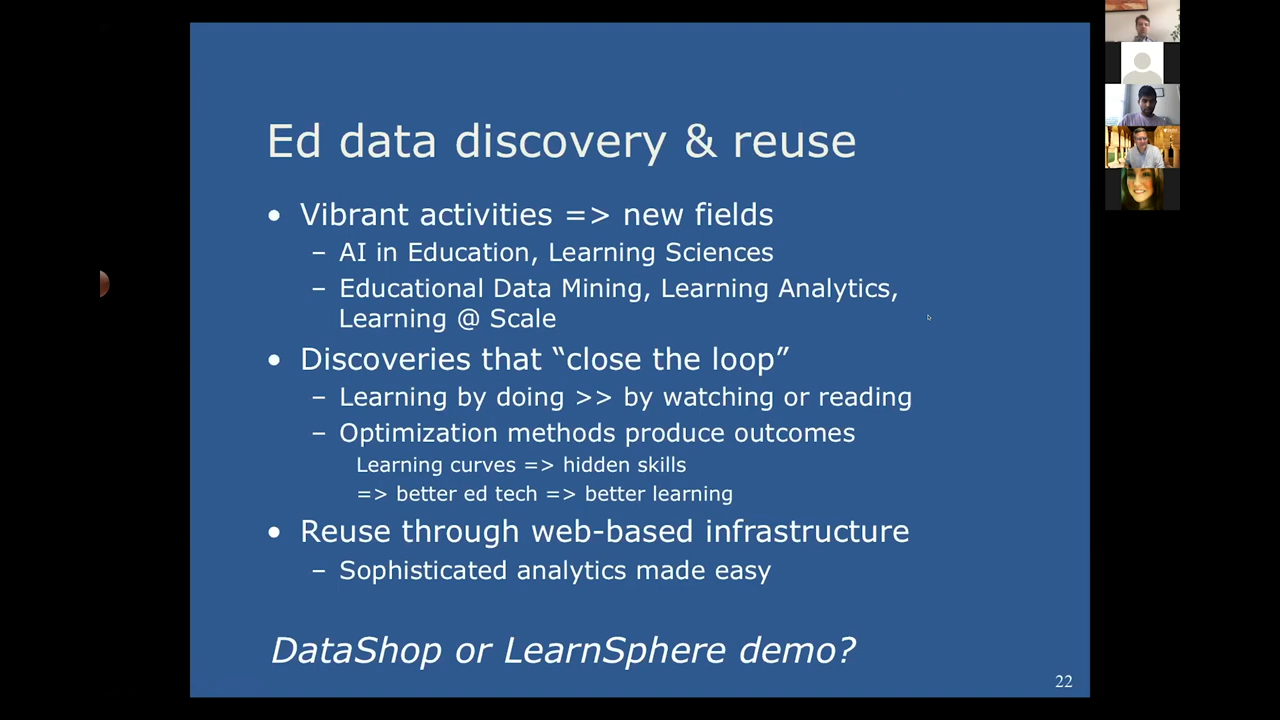 Ed data discovery & reuse
• Vibrant activities => new fields
– AI in Education, Learning Sciences
– Educational Data Mining, Learning Analytics,
Learning @ Scale
• Discoveries that “close the loop”
– Learning by doing >> by watching or reading
– Optimization methods produce outcomes
Learning curves => hidden skills
=> better ed tech => better learning
• Reuse through web-based infrastructure
– Sophisticated analytics made easy
DataShop or LearnSphere demo?
22